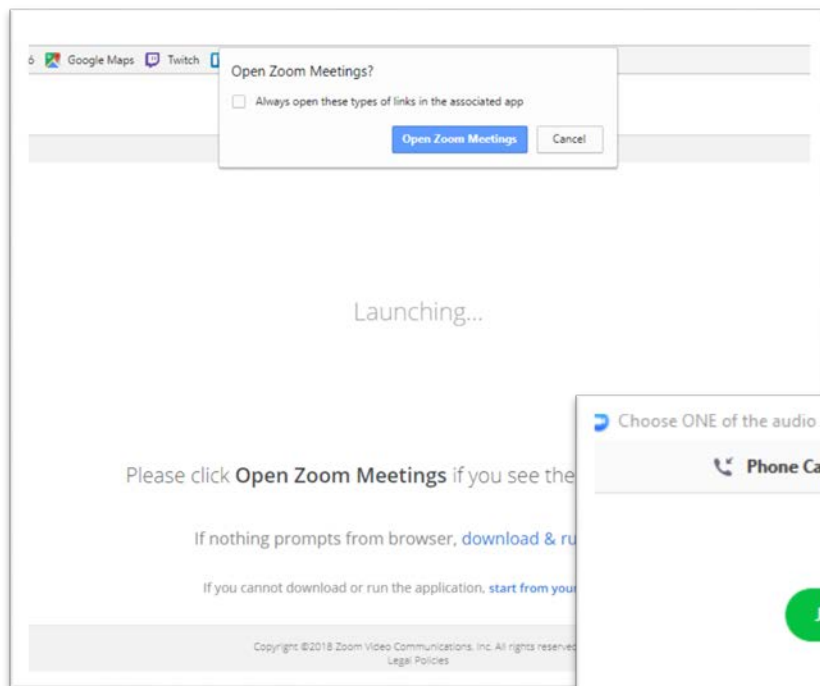 6 Google Maps Twitch
Open Zoom Meetings?
Always open these types of links in the associated app
Open Zoom Meetings Cancel
Launching...
Please click Open Zoom Meetings if you see the
If nothing prompts from browser, download & ru
If you cannot download or run the application, start from your
Copyright ©2018 Zoom Video Communications, Inc. All rights reserved
Legal Policies
Choose ONE of the audio
Phone Ca
J